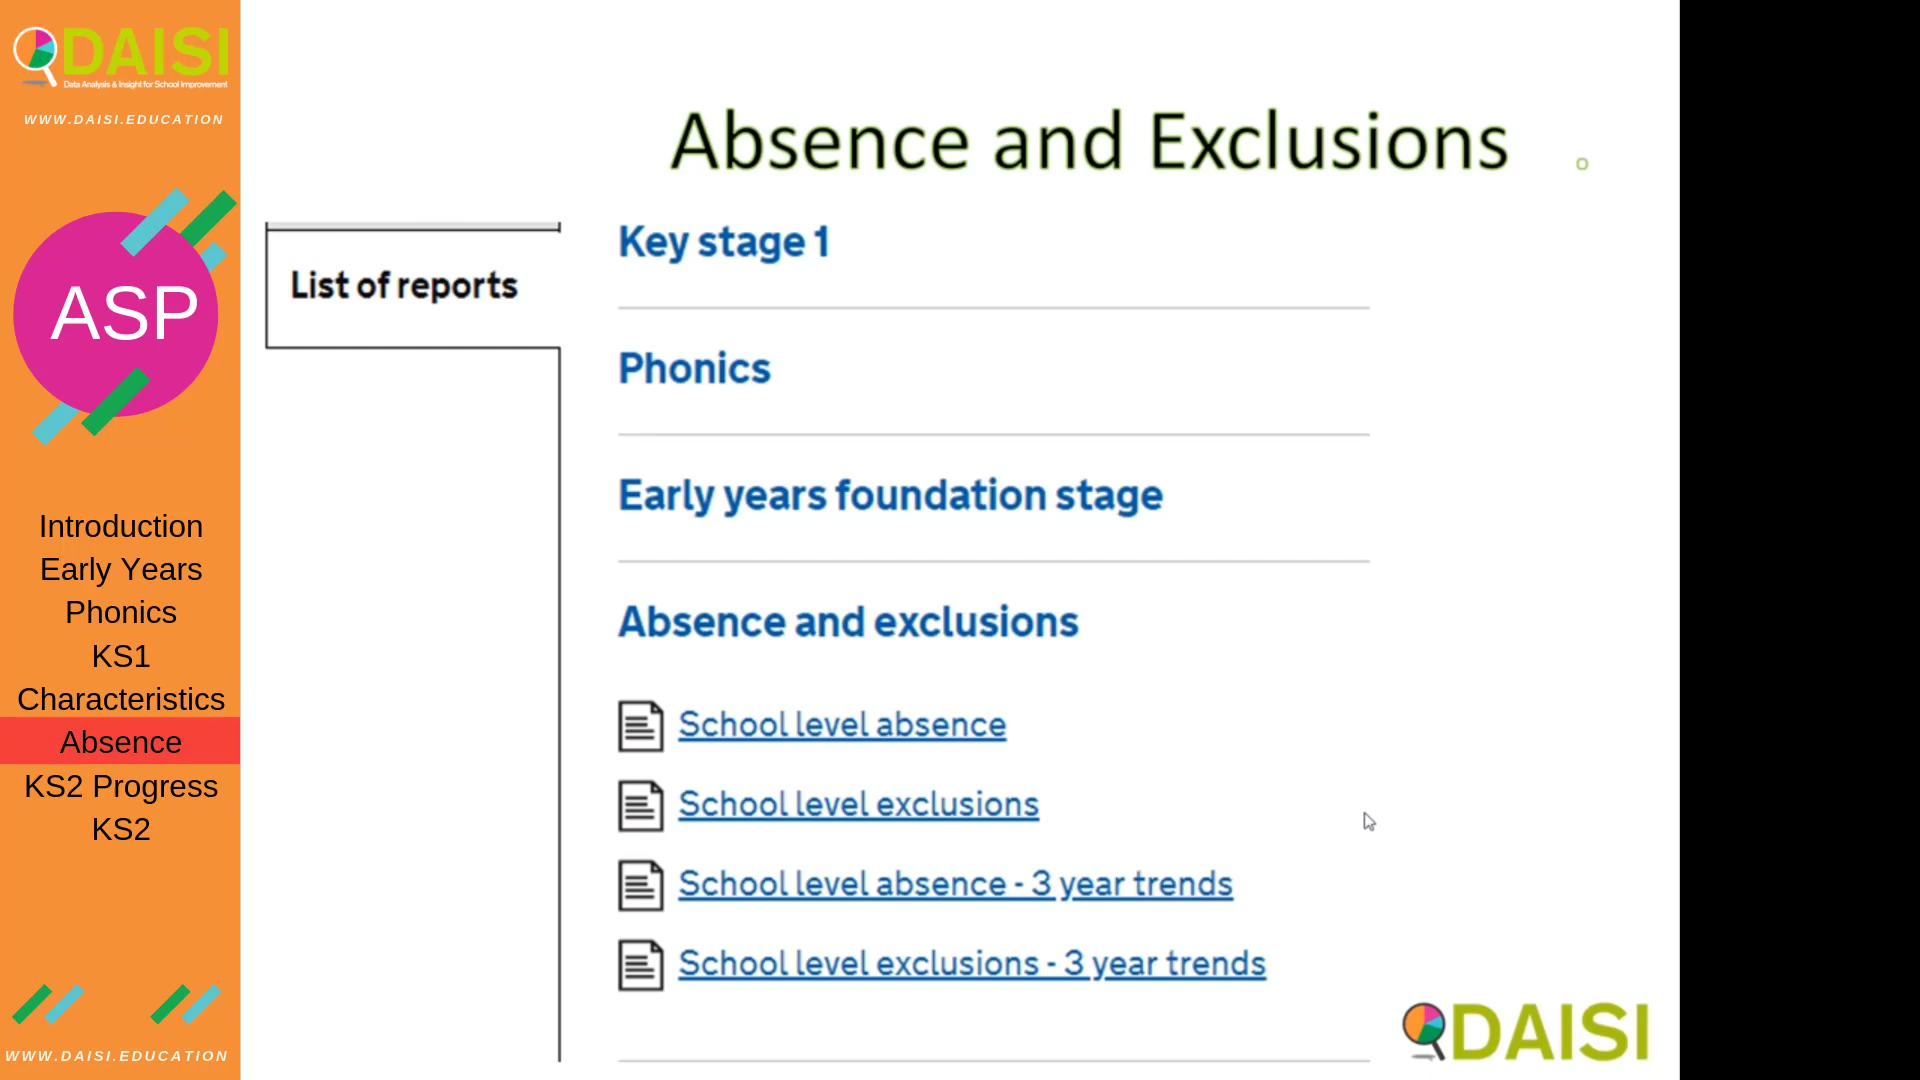 DAISI
Data Analysis & Insight for School Improvement
WWW.DAISI.EDUCATION
ASP
Introduction
Early Years
Phonics
KS1
Characteristics
Absence
KS2 Progress
KS2
WWW.DAISI.EDUCATION
Absence and Exclusions
List of reports
Key stage 1
Phonics
Early years foundation stage
Absence and exclusions
School level absence
School level exclusions
School level absence - 3 year trends
School level exclusions - 3 year trends
DAISI